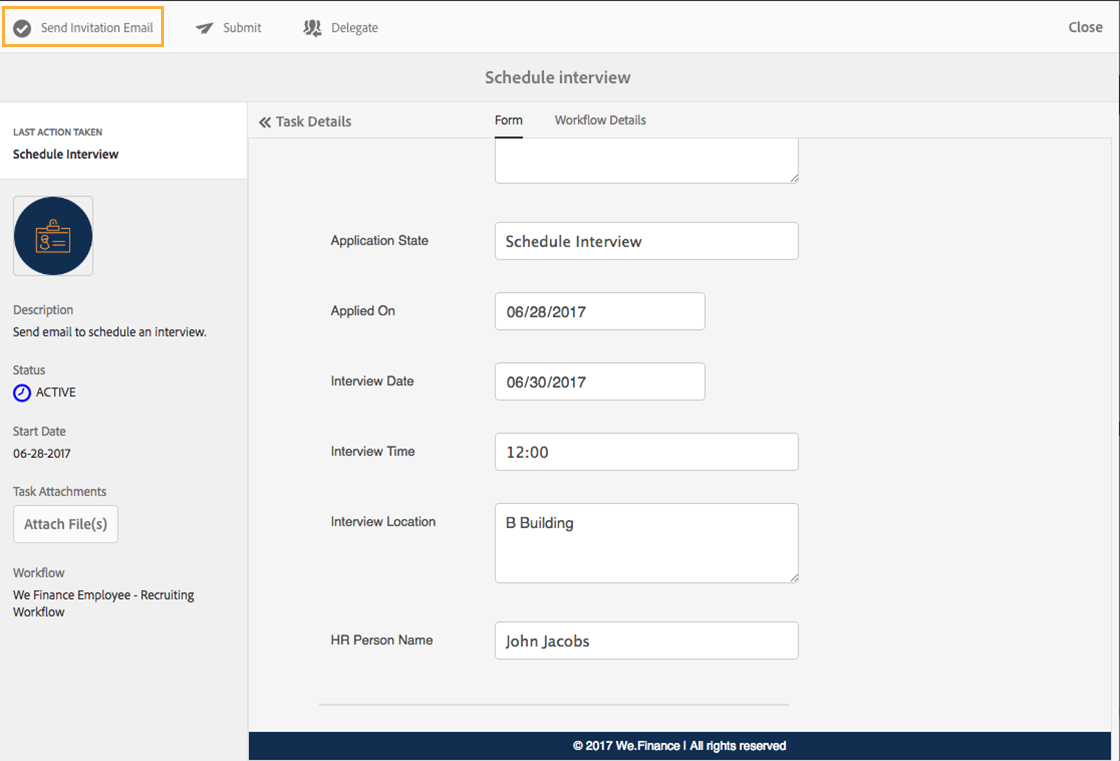 Send Invitation Email
Submit
Delegate
Close
Schedule interview
LAST ACTION TAKEN
Schedule Interview
Description
Send email to schedule an interview.
Status
ACTIVE
Start Date
06-28-2017
Task Attachments
Attach File(s)
Workflow
We Finance Employee - Recruiting
Workflow
Task Details
Form
Workflow Details
Application State
Schedule Interview
Applied On
06/28/2017
Interview Date
06/30/2017
Interview Time
12:00
Interview Location
B Building
HR Person Name
John Jacobs
© 2017 We.Finance | All rights reserved